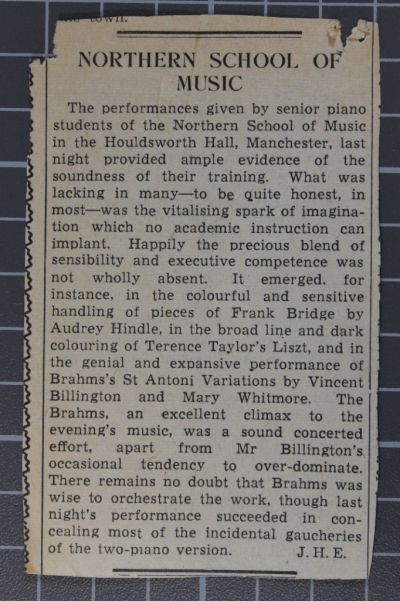 town.
NORTHERN SCHOOL OF
MUSIC
The performances given by senior piano
students of the Northern School of Music
in the Houldsworth Hall, Manchester, last
night provided ample evidence of the
soundness of their training. What was
lacking in many—to be quite honest, in
most—was the vitalising spark of imagina-
tion which no academic instruction can
implant. Happily the precious blend of
sensibility and executive competence was
not wholly absent. It emerged. for
instance, in the colourful and sensitive
handling of pieces of Frank Bridge by
Audrey Hindle, in the broad line and dark
colouring of Terence Taylor's Liszt, and in
the genial and expansive performance of
Brahms's St Antoni Variations by Vincent
Billington and Mary Whitmore. The
Brahms, an excellent climax to the
evening's music, was a sound concerted
effort, apart from Mr Billington's
occasional tendency to over-dominate.
There remains no doubt that Brahms was
wise to orchestrate the work, though last
night's performance succeeded in con-
cealing most of the incidental gaucheries
of the two-piano version. J. H. E.